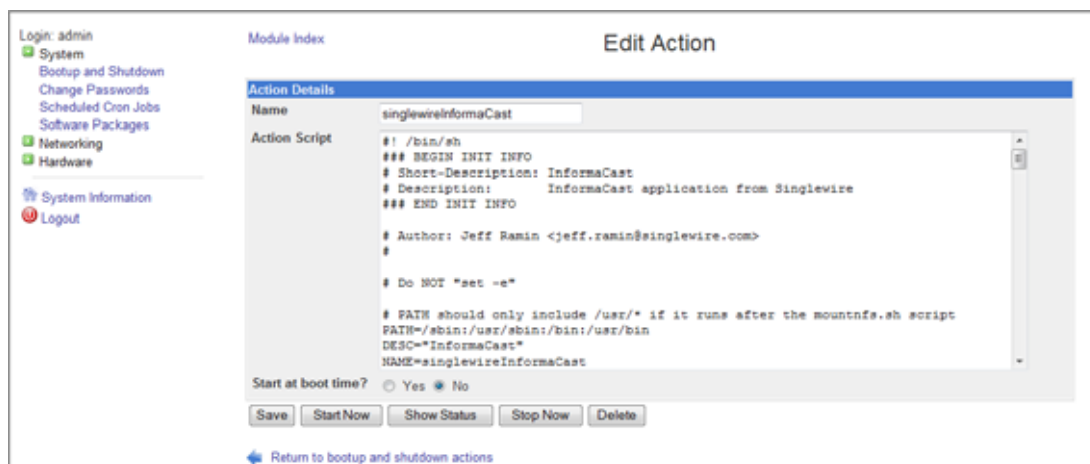 Login: admin
System
Bootup and Shutdown
Change Passwords
Scheduled Cron Jobs
Software Packages
Networking
Hardware
System Information
Logout
Module Index
Edit Action
Action Details
Name singlewireInformaCast
Action Script
#! /bin/sh
### BEGIN INIT INFO
# Short-Description: InformaCast
# Description: InformaCast application from Singlewire
### END INIT INFO
# Author: Jeff Ramin <jeff.ramin@singlewire.com>
#
# Do NOT "set -e"
# PATH should only include /usr/* if it runs after the mountnfs.sh script
PATH=/sbin:/usr/sbin:/bin:/usr/bin
DESC="InformaCast"
NAME=singlewireInformaCast
Start at boot time? Yes No
Save Start Now Show Status Stop Now Delete
Return to bootup and shutdown actions